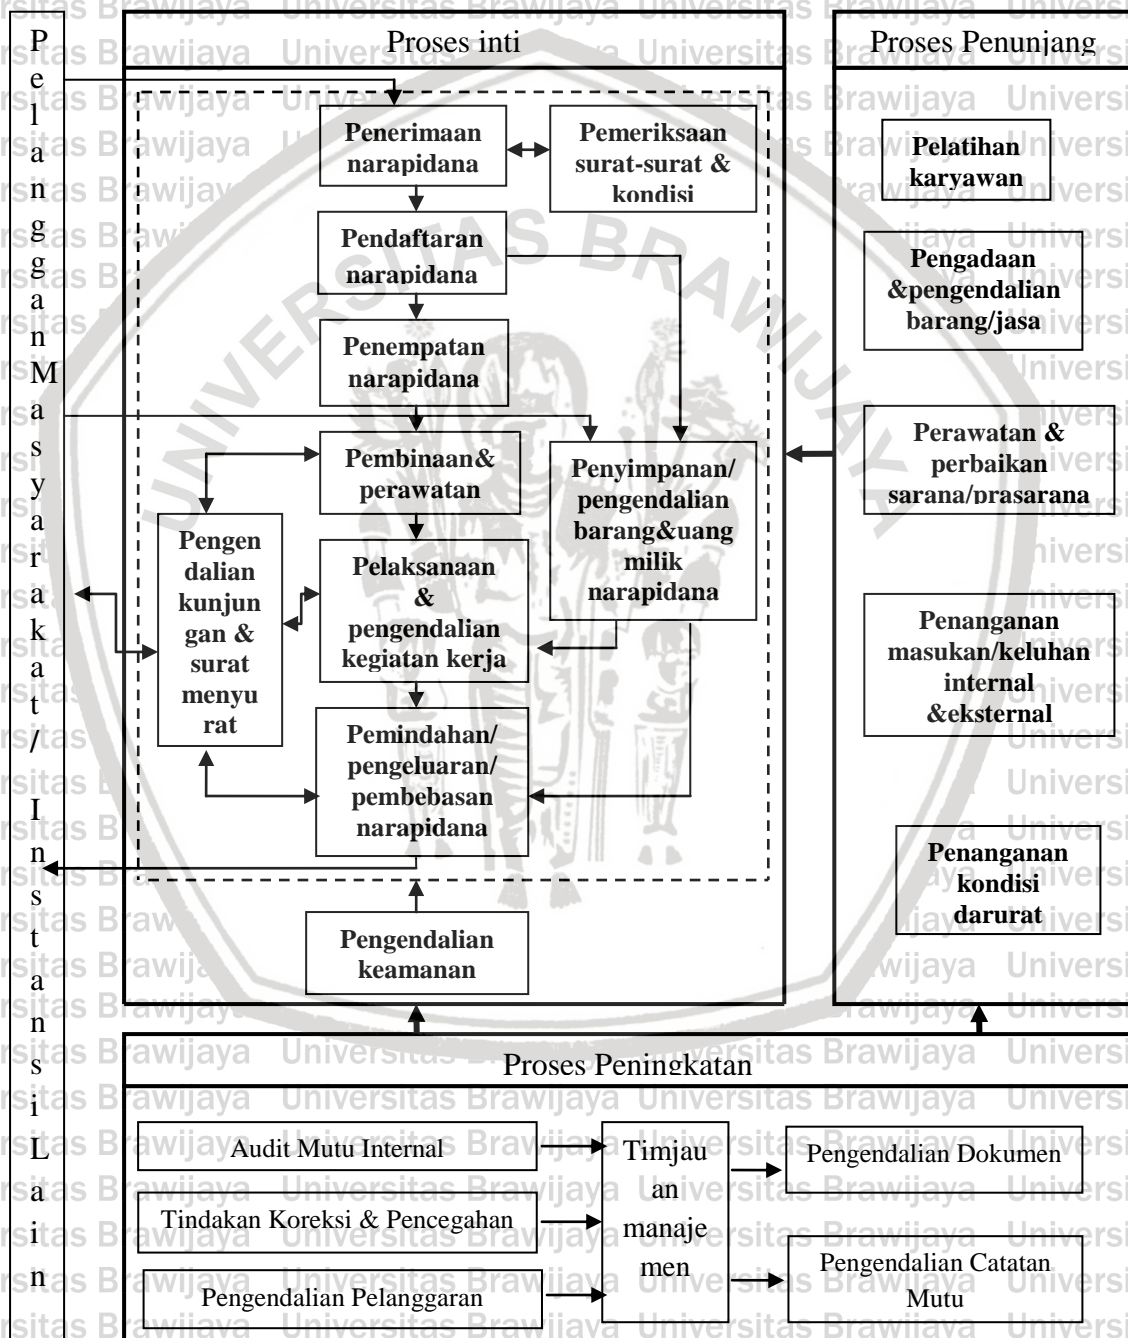 Pelanggan Masyarakat/ Instansi Lain
Proses inti
Penerimaan
narapidana
Pemeriksaan
surat-surat &
kondisi
Pendaftaran
narapidana
Penempatan
narapidana
Pembinaan&
perawatan
Penyimpanan/
pengendalian
barang&uang
milik
narapidana
Pengen
dalian
kunjun
gan &
surat
menyu
rat
Pelaksanaan
&
pengendalian
kegiatan kerja
Pemindahan/
pengeluaran/
pembebasan
narapidana
Pengendalian
keamanan
Proses Penunjang
Pelatihan
karyawan
Pengadaan
&pengendalian
barang/jasa
Perawatan &
perbaikan
sarana/prasarana
Penanganan
masukan/keluhan
internal
&eksternal
Penanganan
kondisi
darurat
Proses Peningkatan
Audit Mutu Internal
Tindakan Koreksi & Pencegahan
Pengendalian Pelanggaran
Timjau
an
manaje
men
Pengendalian Dokumen
Pengendalian Catatan
Mutu
UNIVERSITAS BRAWIJAYA